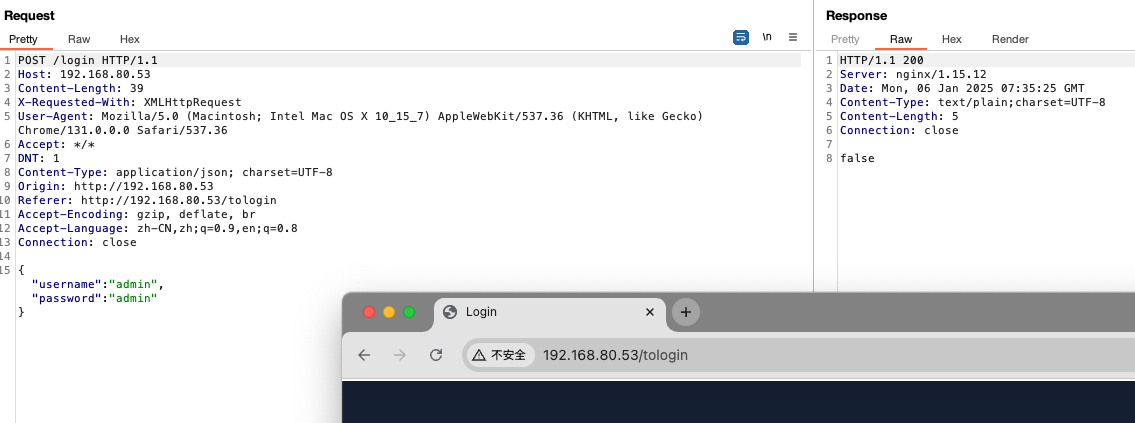 Request
Pretty Raw Hex
\n
1 POST /login HTTP/1.1
2 Host: 192.168.80.53
3 Content-Length: 39
4 X-Requested-With: XMLHttpRequest
5 User-Agent: Mozilla/5.0 (Macintosh; Intel Mac OS X 10_15_7) AppleWebKit/537.36 (KHTML, like Gecko)
Chrome/131.0.0.0 Safari/537.36
6 Accept: */*
7 DNT: 1
8 Content-Type: application/json; charset=UTF-8
9 Origin: http://192.168.80.53
10 Referer: http://192.168.80.53/tologin
11 Accept-Encoding: gzip, deflate, br
12 Accept-Language: zh-CN,zh;q=0.9,en;q=0.8
13 Connection: close
14
15 {
"username":"admin",
"password":"admin"
}
Response
Pretty Raw Hex Render
1 HTTP/1.1 200
2 Server: nginx/1.15.12
3 Date: Mon, 06 Jan 2025 07:35:25 GMT
4 Content-Type: text/plain;charset=UTF-8
5 Content-Length: 5
6 Connection: close
7
8 false
Login
不安全 192.168.80.53/tologin